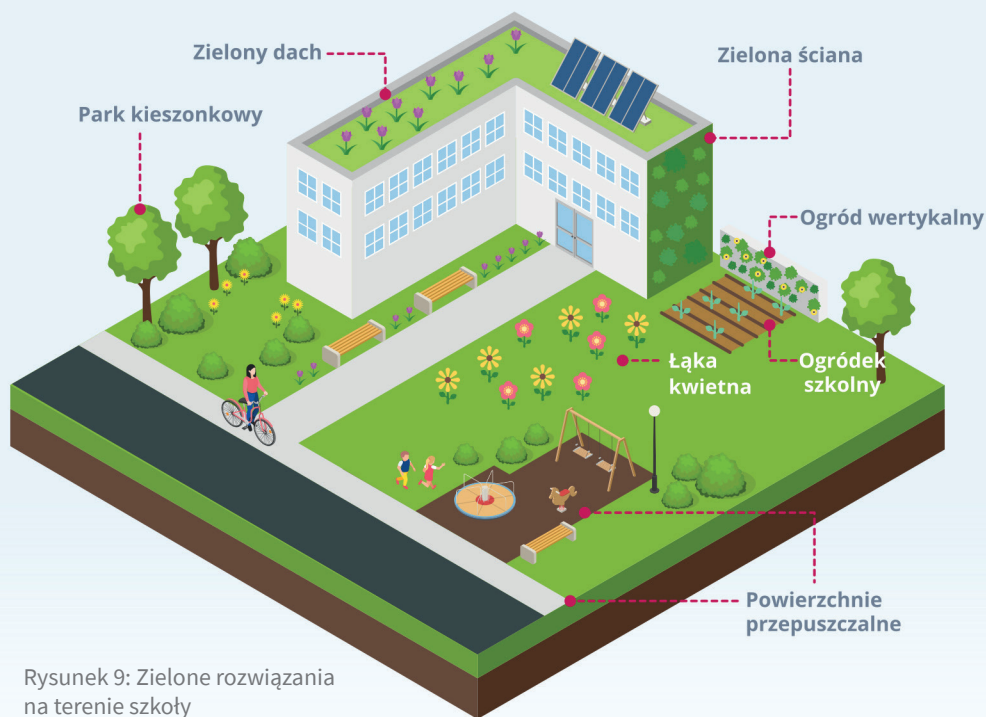 Zielony dach
Zielona ściana
Park kieszonkowy
Ogród wertykalny
Łąka
kwietna
Ogródek
szkolny
Powierzchnie
przepuszczalne
Rysunek 9: Zielone rozwiązania
na terenie szkoły